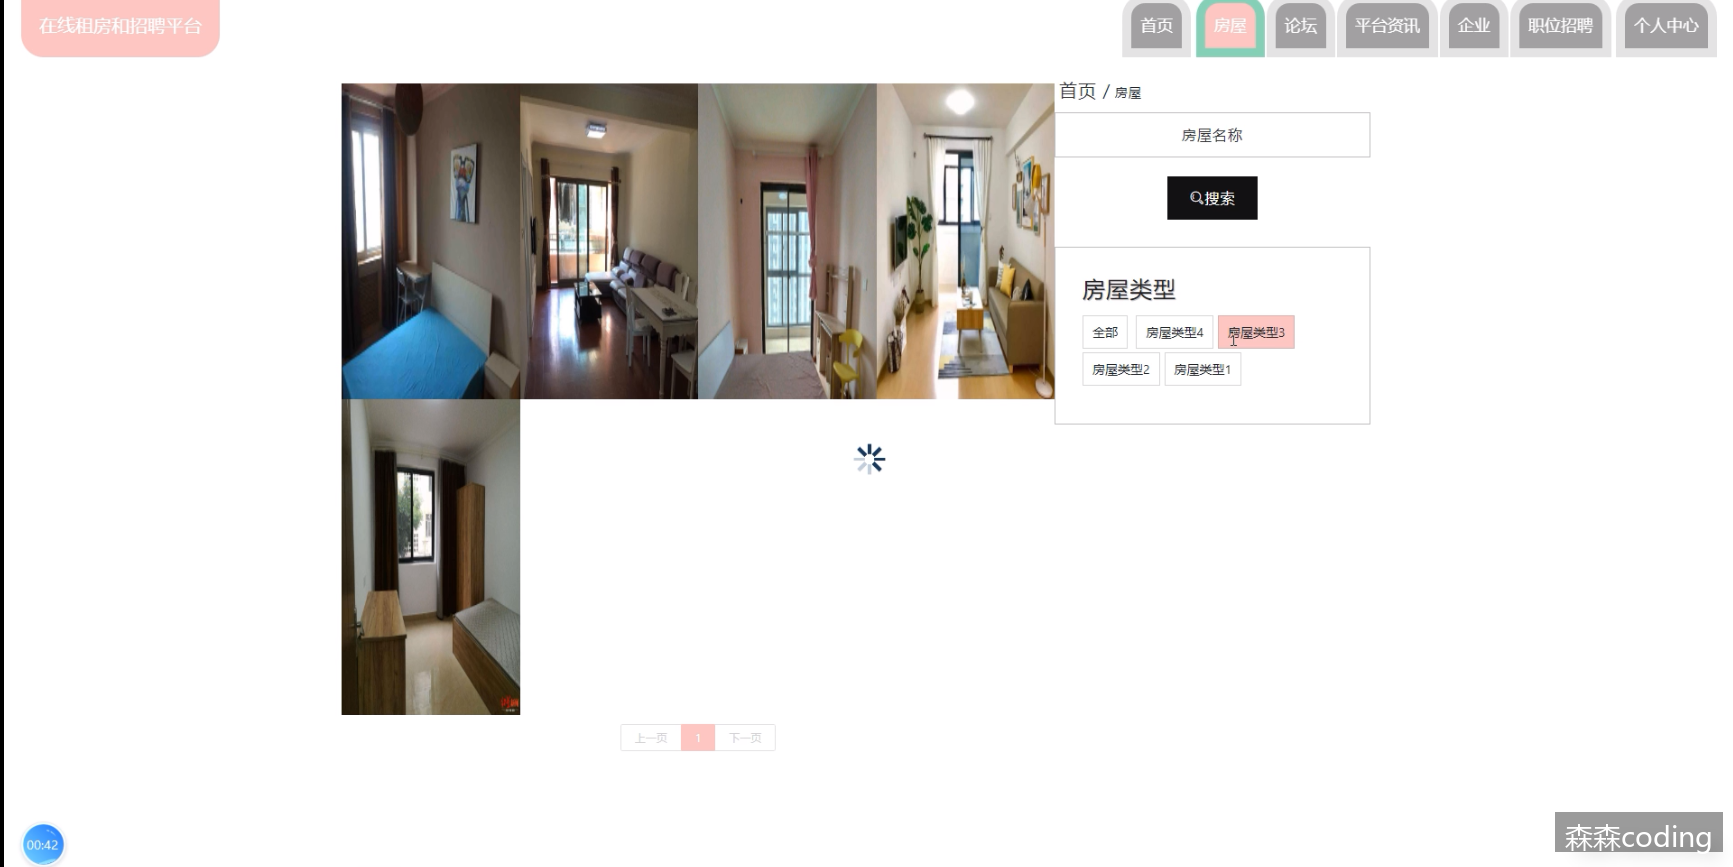 在线租房和招聘平台
首页 房屋 论坛 平台资讯 企业 职位招聘 个人中心
首页 / 房屋
房屋名称
搜索
房屋类型
全部 房屋类型4 房屋类型3
房屋类型2 房屋类型1
上一页 1 下一页
00:42
森森coding